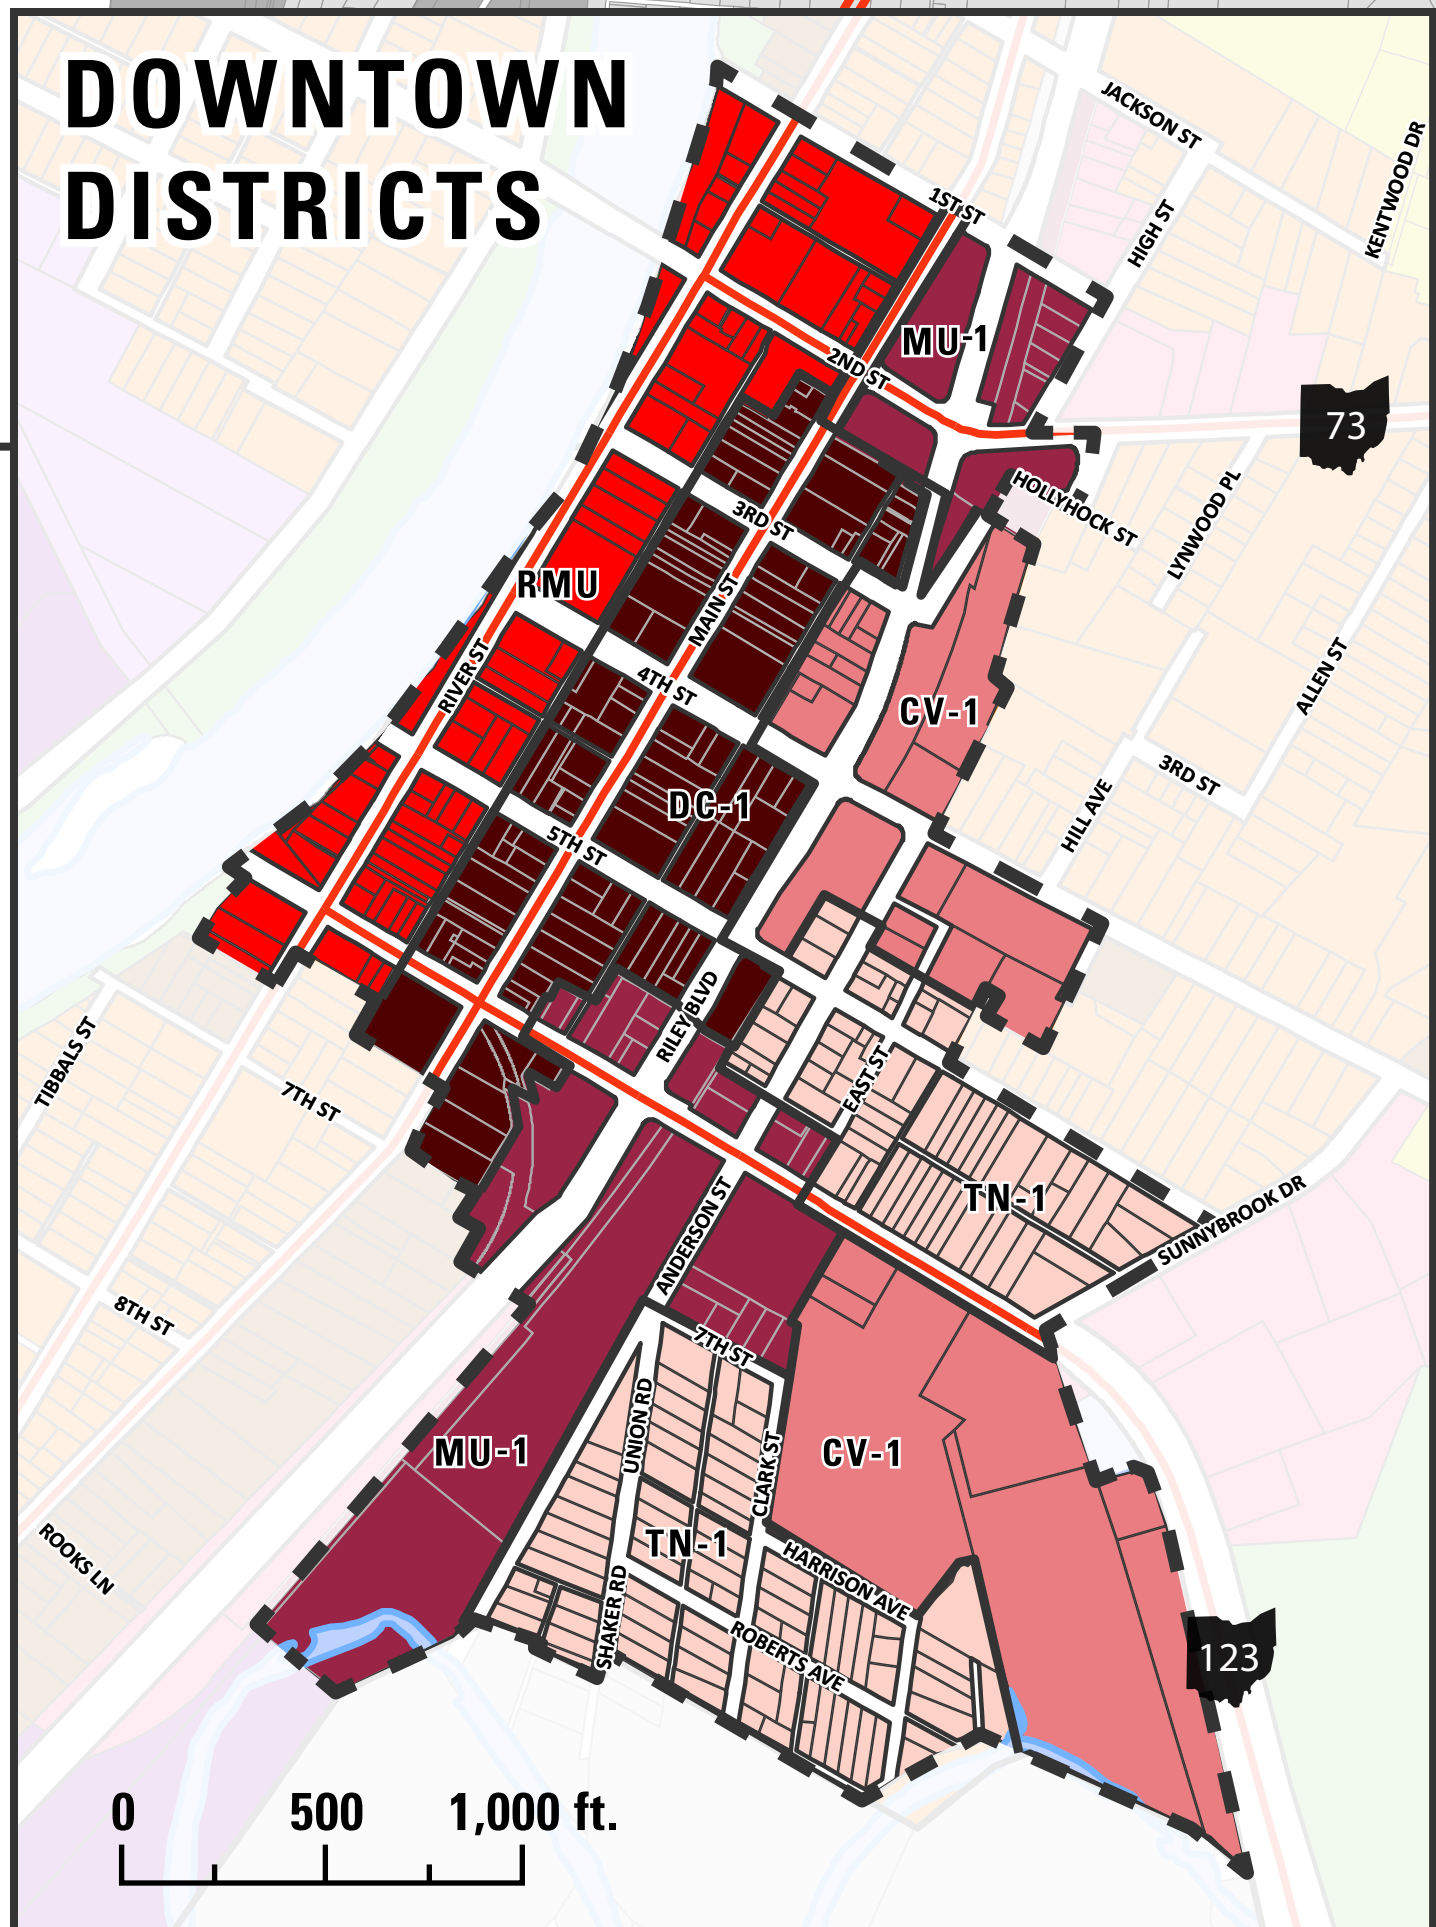 DOWNTOWN
DISTRICTS
JACKSON ST
KENTWOOD DR
1ST ST
HIGH ST
MU-1
2ND ST
73
HOLLYHOCK ST
LYNWOOD PL
3RD ST
RMU
MAIN ST
RIVER ST
4TH ST
CV-1
ALLEN ST
3RD ST
HILL AVE
DC-1
5TH ST
RILEY BLVD
TIBBALS ST
7TH ST
EAST ST
TN-1
SUNNYBROOK DR
ANDERSON ST
8TH ST
7TH ST
UNION RD
MU-1
CLARK ST
CV-1
ROOKS LN
TN-1
HARRISON AVE
SHAKER RD
ROBERTS AVE
123
0 500 1,000 ft.